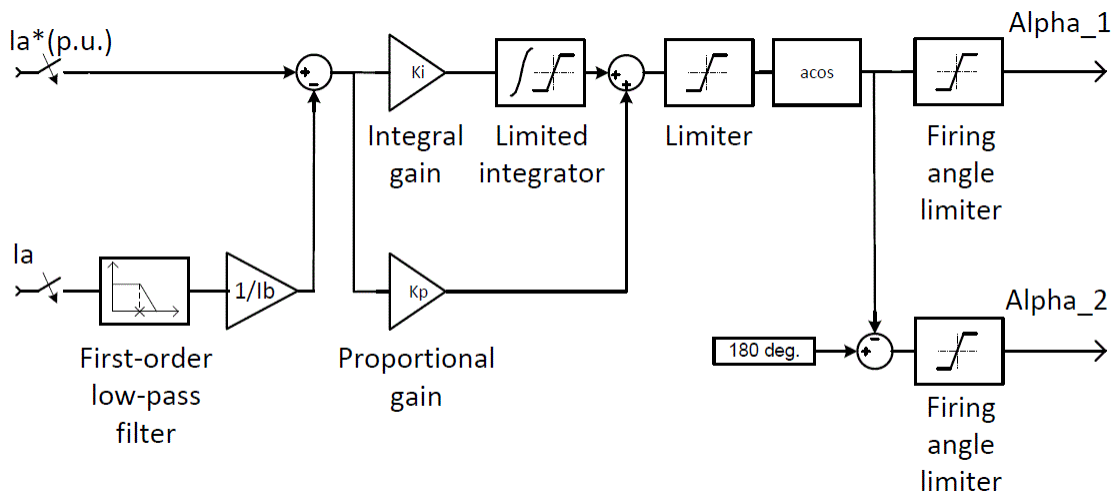 Ia*(p.u.)
Ki
Integral
gain
Limited
integrator
Limiter
acos
Alpha_1
Firing
angle
limiter
Ia
First-order
low-pass
filter
1/Ib
Kp
Proportional
gain
180 deg.
Alpha_2
Firing
angle
limiter